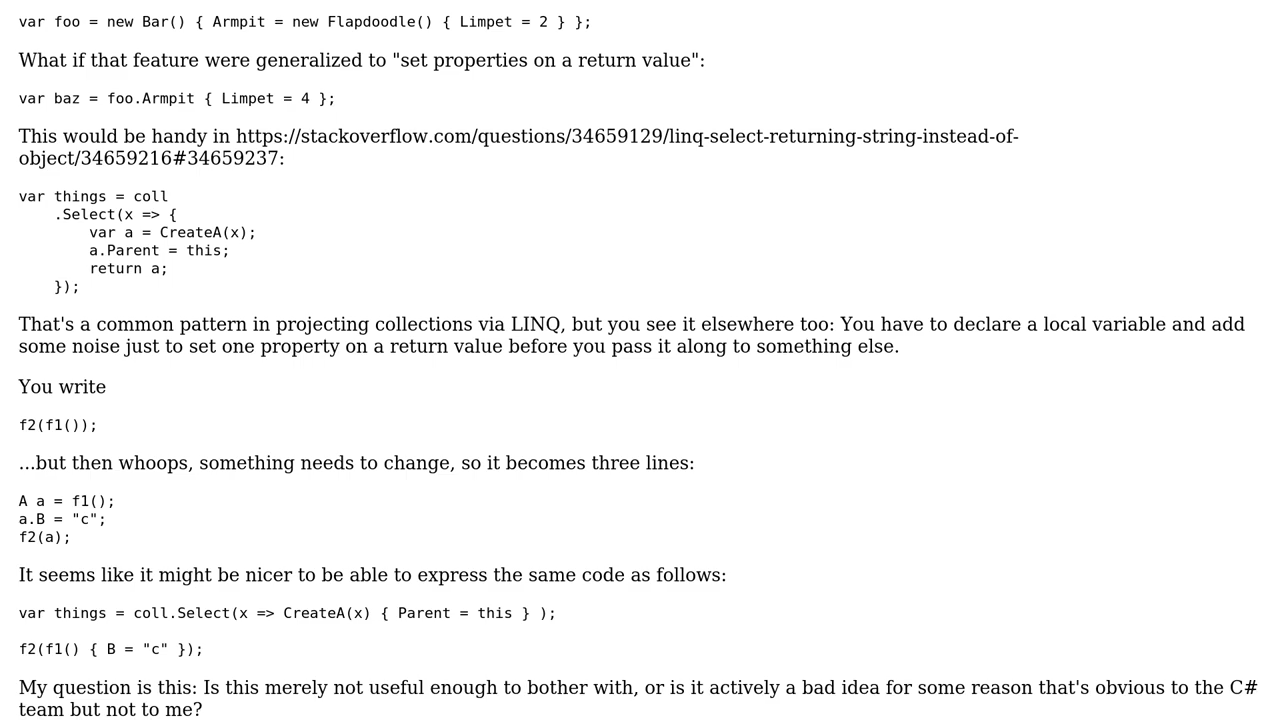 var foo = new Bar() { Armpit = new Flapdoodle() { Limpet = 2 } };
What if that feature were generalized to "set properties on a return value":
var baz = foo.Armpit { Limpet = 4 };
This would be handy in https://stackoverflow.com/questions/34659129/linq-select-returning-string-instead-of-
object/34659216#34659237:
var things = coll
    .Select(x => {
        var a = CreateA(x);
        a.Parent = this;
        return a;
    });
That's a common pattern in projecting collections via LINQ, but you see it elsewhere too: You have to declare a local variable and add
some noise just to set one property on a return value before you pass it along to something else.
You write
f2(f1());
...but then whoops, something needs to change, so it becomes three lines:
A a = f1();
a.B = "c";
f2(a);
It seems like it might be nicer to be able to express the same code as follows:
var things = coll.Select(x => CreateA(x) { Parent = this } );
f2(f1() { B = "c" });
My question is this: Is this merely not useful enough to bother with, or is it actively a bad idea for some reason that's obvious to the C#
team but not to me?